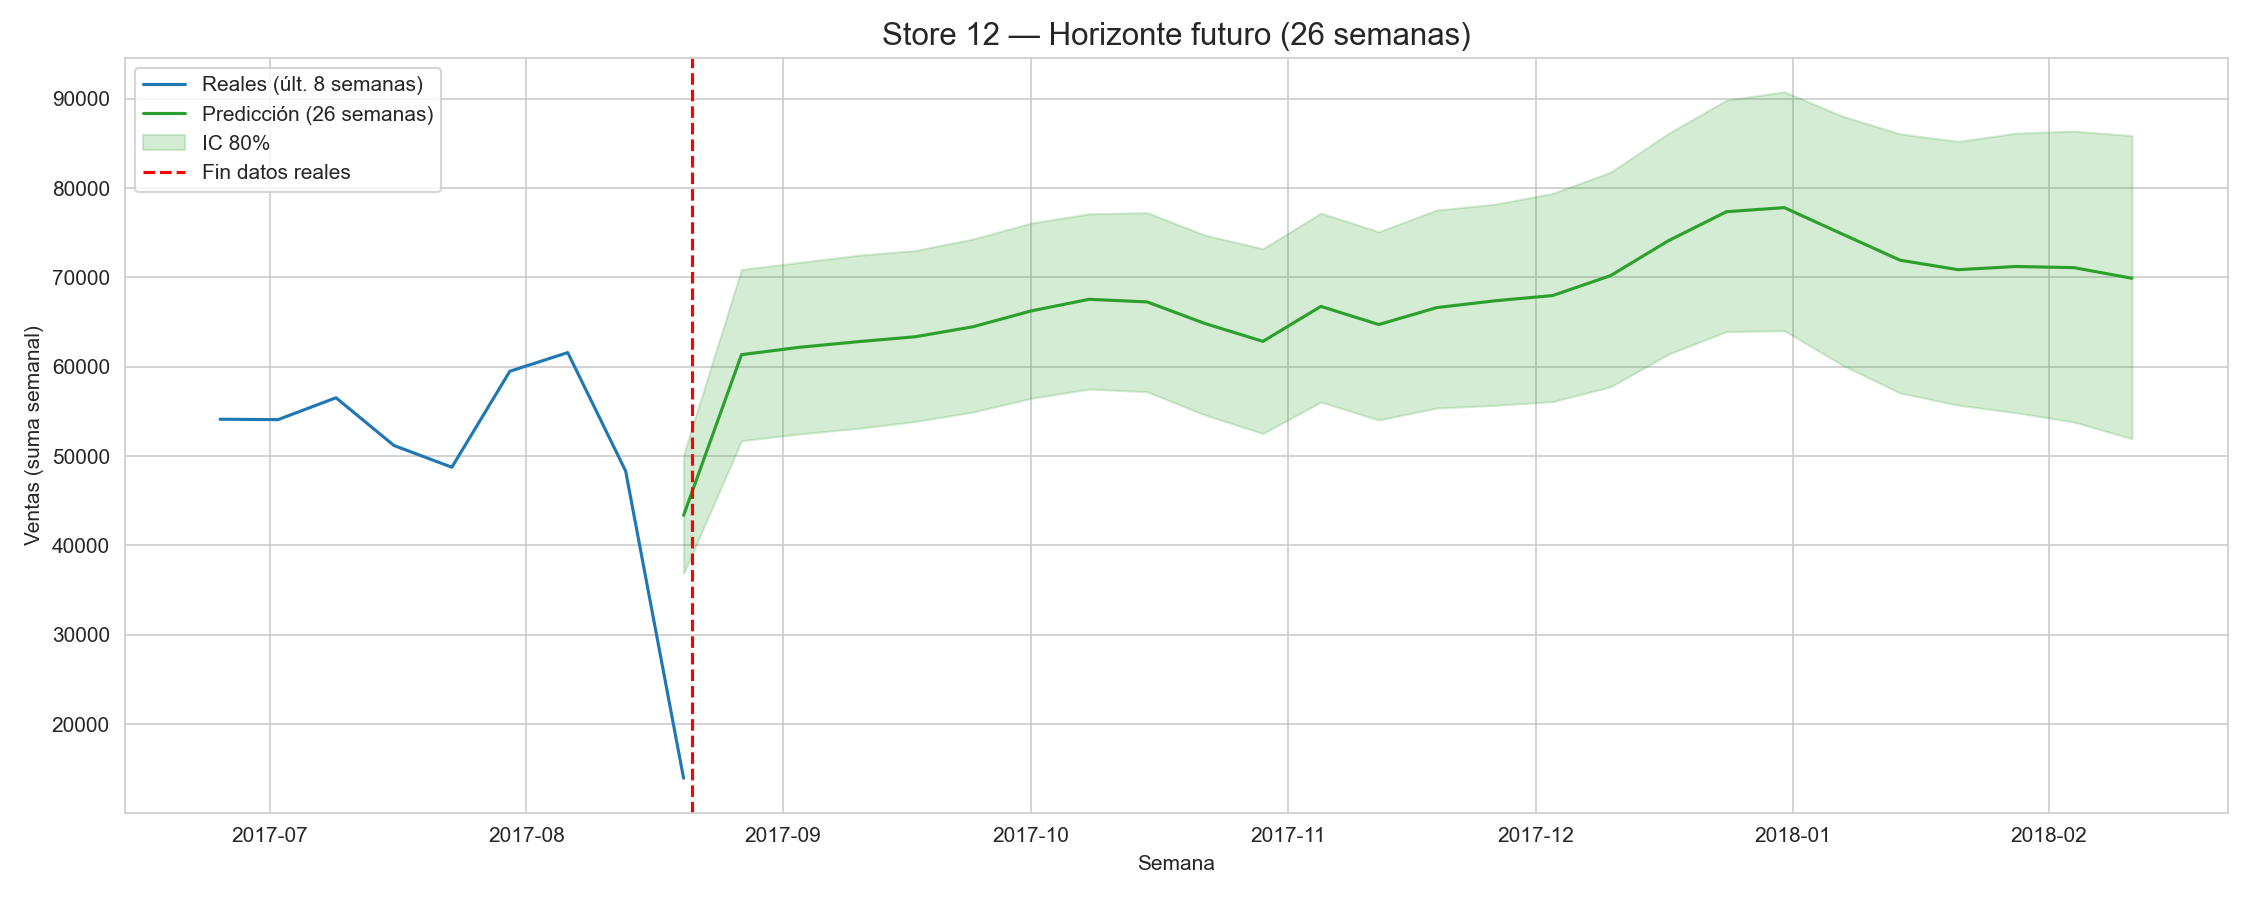 Store 12 — Horizonte futuro (26 semanas)
Reales (últ. 8 semanas)
Predicción (26 semanas)
IC 80%
Fin datos reales
Ventas (suma semanal)
90000
80000
70000
60000
50000
40000
30000
20000
2017-07
2017-08
2017-09
2017-10
2017-11
2017-12
2018-01
2018-02
Semana